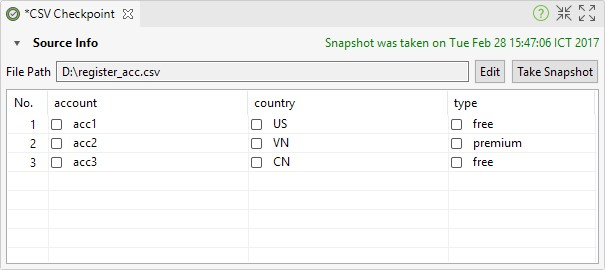 *CSV Checkpoint
Source Info Snapshot was taken on Tue Feb 28 15:47:06 ICT 2017
File Path D:\register_acc.csv Edit Take Snapshot
No. account country type
1 acc1 US free
2 acc2 VN premium
3 acc3 CN free